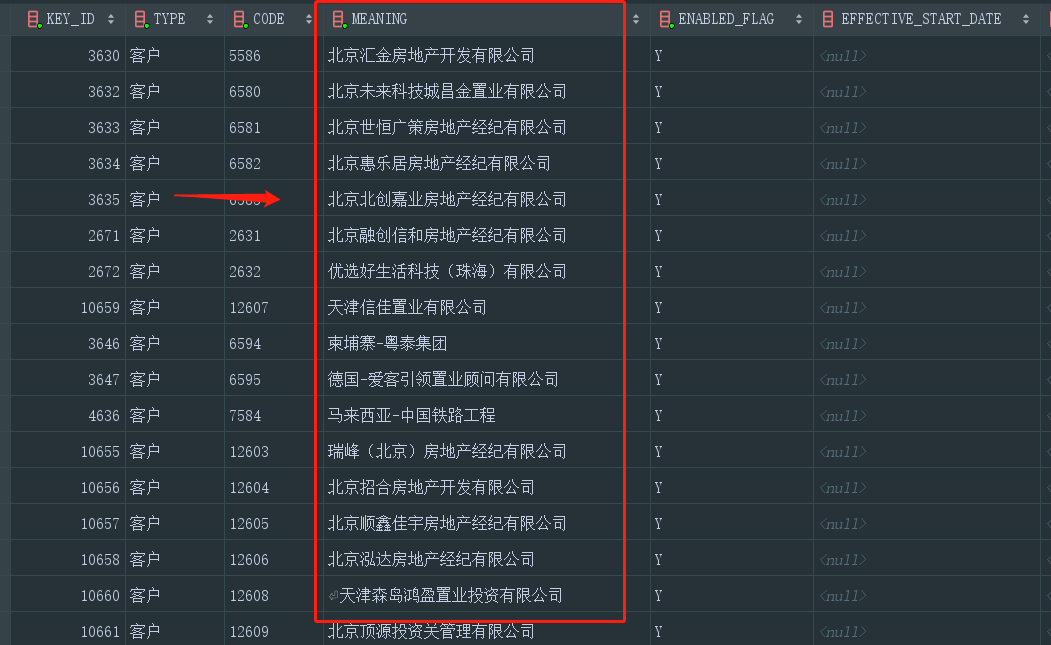 KEY_ID TYPE CODE MEANING ENABLED_FLAG EFFECTIVE_START_DATE
3630 客户 5586 北京汇金房地产开发有限公司 Y <null>
3632 客户 6580 北京未来科技城昌金置业有限公司 Y <null>
3633 客户 6581 北京世恒广策房地产经纪有限公司 Y <null>
3634 客户 6582 北京惠乐居房地产经纪有限公司 Y <null>
3635 客户 6583 北京北创嘉业房地产经纪有限公司 Y <null>
2671 客户 2631 北京融创信和房地产经纪有限公司 Y <null>
2672 客户 2632 优选好生活科技（珠海）有限公司 Y <null>
10659 客户 12607 天津信佳置业有限公司 Y <null>
3646 客户 6594 柬埔寨-粤泰集团 Y <null>
3647 客户 6595 德国-爱客引领置业顾问有限公司 Y <null>
4636 客户 7584 马来西亚-中国铁路工程 Y <null>
10655 客户 12603 瑞峰（北京）房地产经纪有限公司 Y <null>
10656 客户 12604 北京招合房地产开发有限公司 Y <null>
10657 客户 12605 北京顺鑫佳宇房地产经纪有限公司 Y <null>
10658 客户 12606 北京泓达房地产经纪有限公司 Y <null>
10660 客户 12608 ⏎天津森岛鸿盈置业投资有限公司 Y <null>
10661 客户 12609 北京顶源投资关管理有限公司 Y <null>